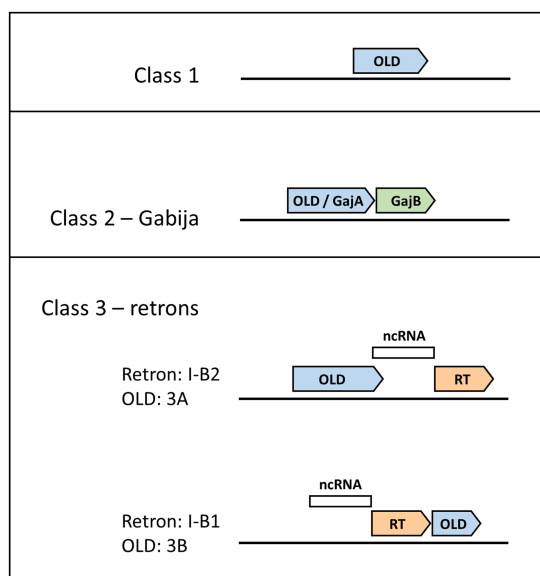 Class 1
OLD
Class 2 – Gabija
OLD / GajA
GajB
Class 3 – retrons
ncRNA
Retron: I-B2
OLD: 3A
OLD
RT
ncRNA
Retron: I-B1
OLD: 3B
RT
OLD